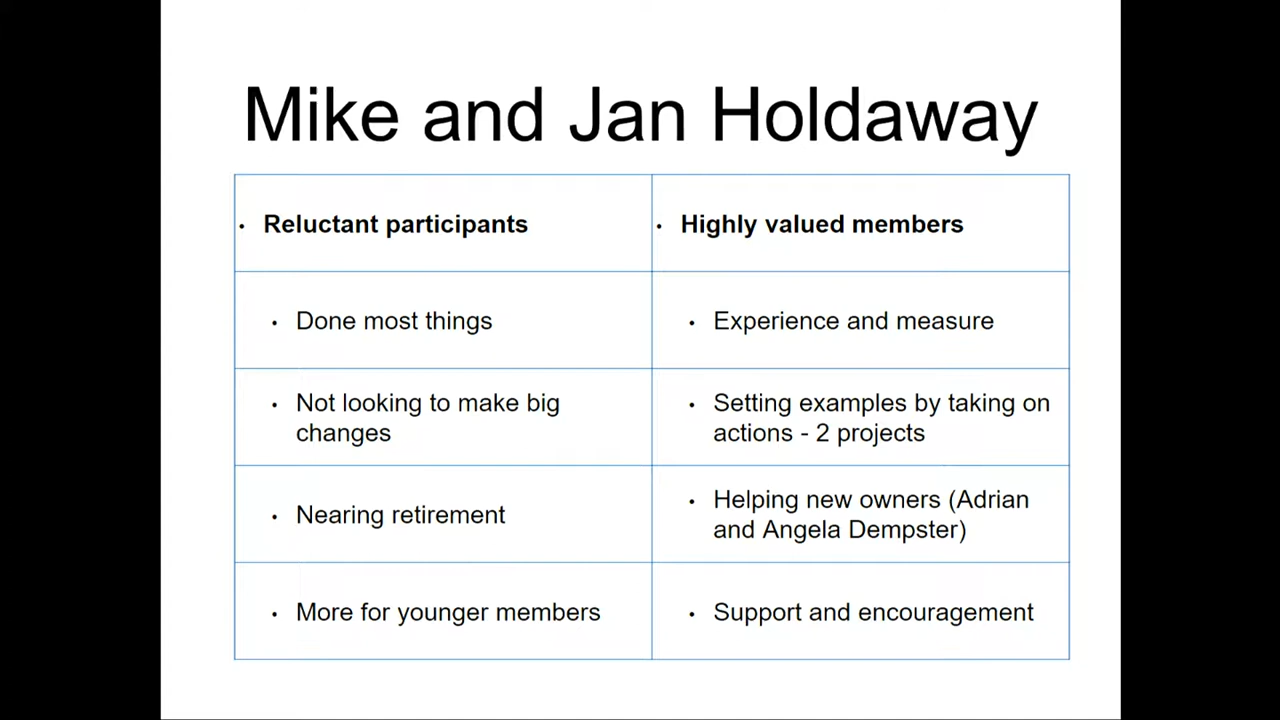 Mike and Jan Holdaway
• Reluctant participants
• Highly valued members
• Done most things
• Experience and measure
• Not looking to make big
changes
• Setting examples by taking on
actions - 2 projects
• Nearing retirement
• Helping new owners (Adrian
and Angela Dempster)
• More for younger members
• Support and encouragement